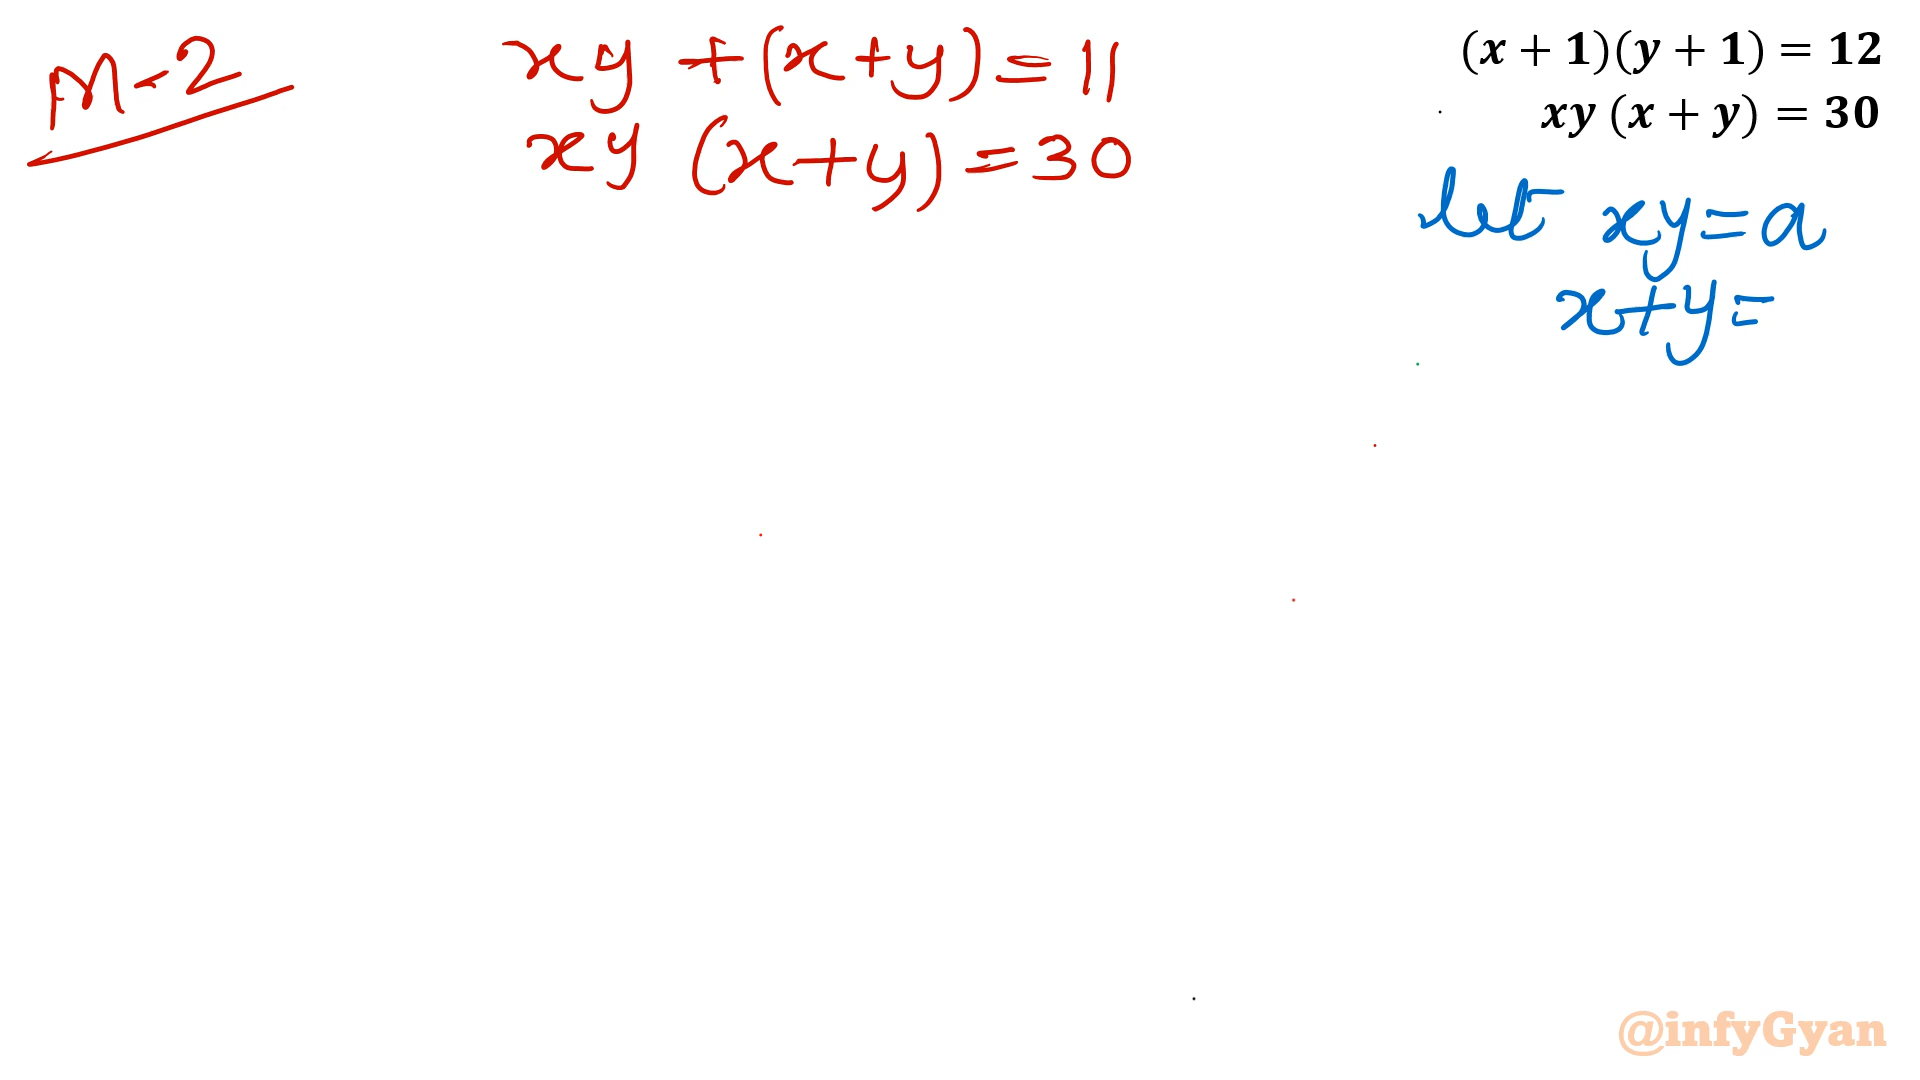 M-2
xy + (x+y) = 11
xy (x+y) = 30
(x + 1)(y + 1) = 12
xy (x + y) = 30
let xy = a
x+y =
@infyGyan